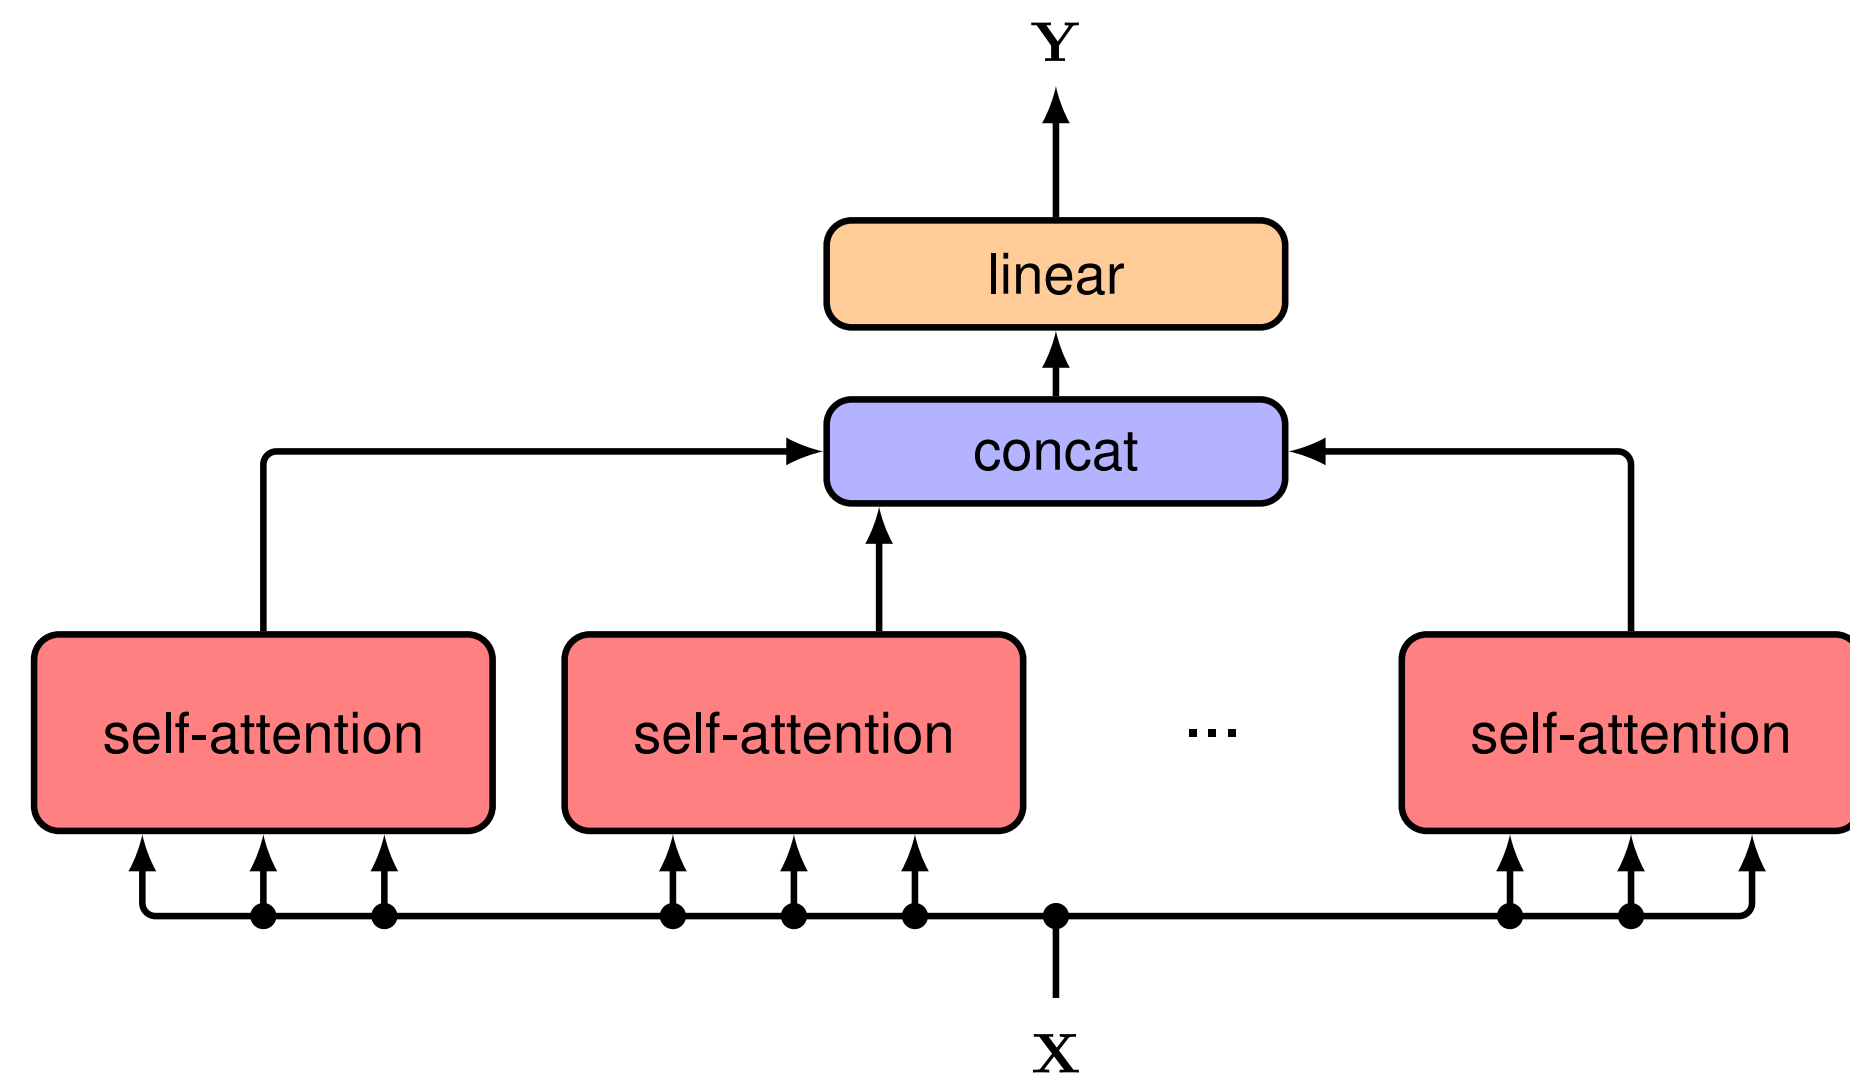 Y
linear
concat
self-attention self-attention ... self-attention
X